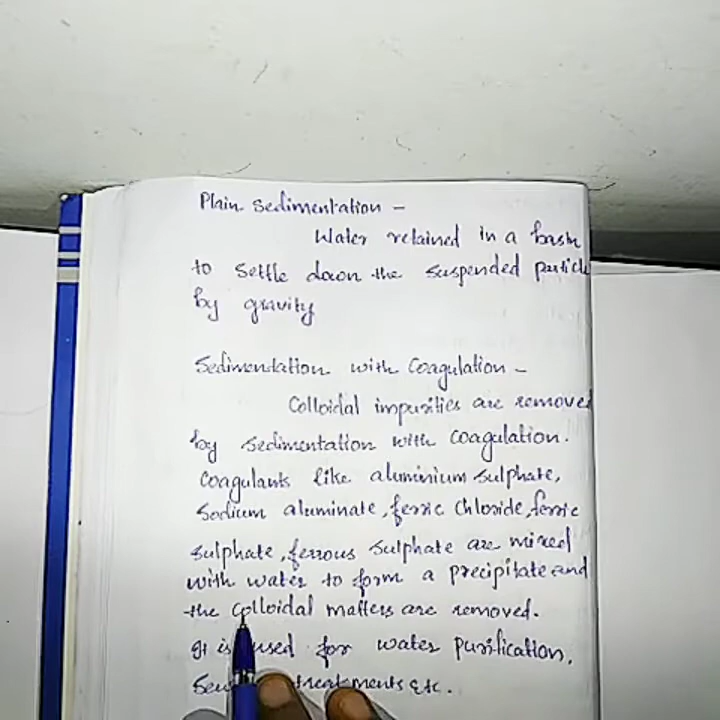 Plain Sedimentation -
Water retained in a basin
to settle down the suspended particle
by gravity
Sedimentation with Coagulation -
Colloidal impurities are removed
by sedimentation with coagulation.
Coagulants like aluminium sulphate,
Sodium aluminate, ferric Chloride, ferric
sulphate, ferrous sulphate are mixed
with water to form a precipitate and
the colloidal matters are removed.
It is used for water purification,
treatments etc.